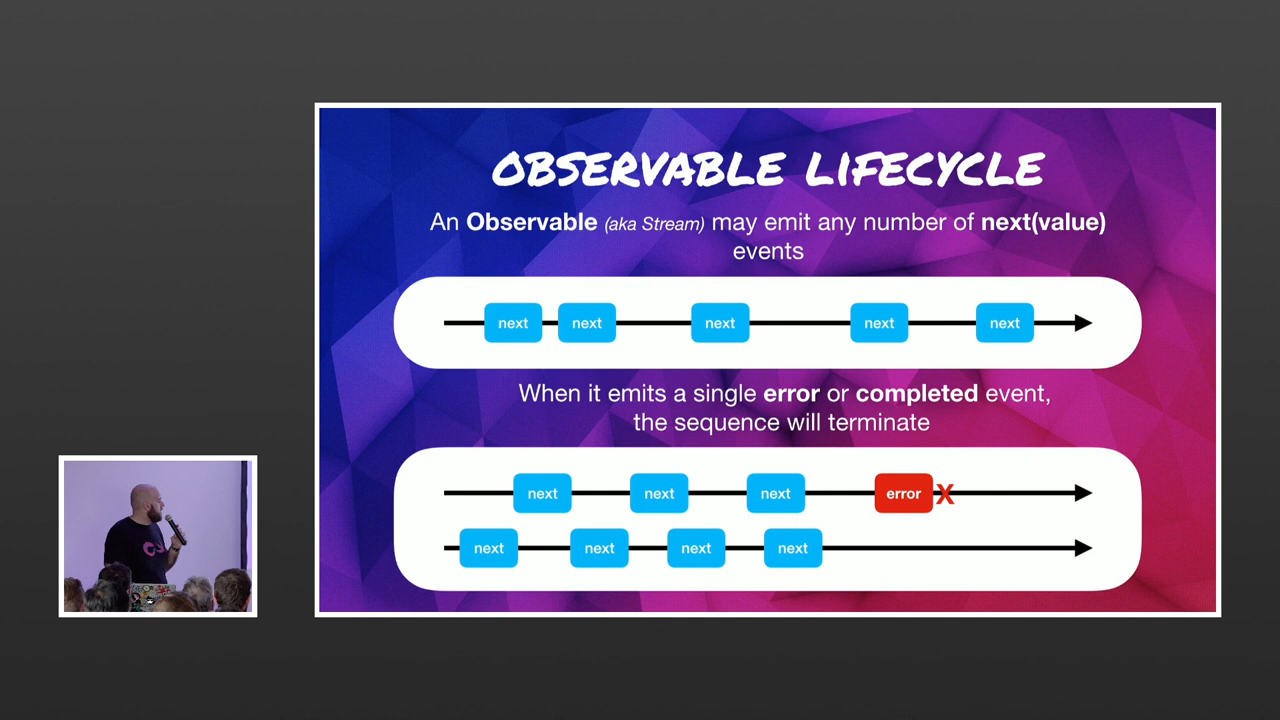 OBSERVABLE LIFECYCLE
An Observable (aka Stream) may emit any number of next(value)
events
next next next next next
When it emits a single error or completed event,
the sequence will terminate
next next next error X
next next next next